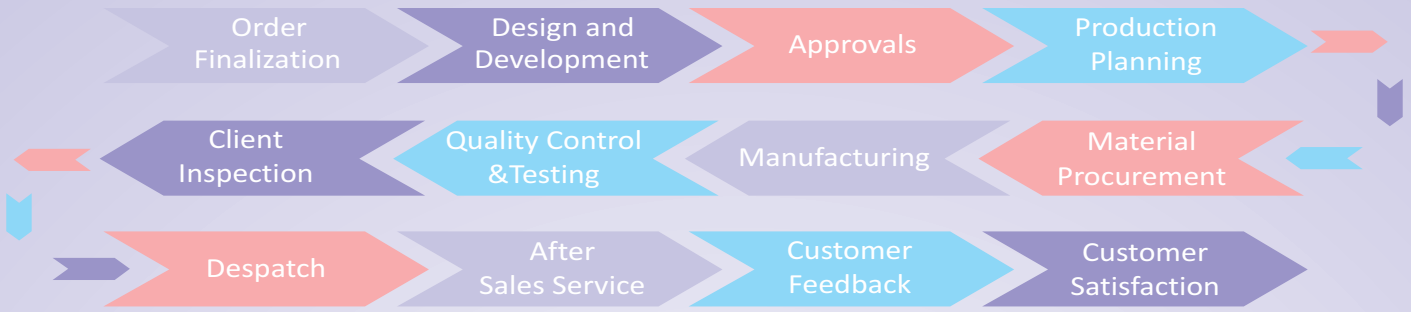 Order
Finalization
Design and
Development
Approvals
Production
Planning
Client
Inspection
Quality Control
&Testing
Manufacturing
Material
Procurement
Despatch
After
Sales Service
Customer
Feedback
Customer
Satisfaction